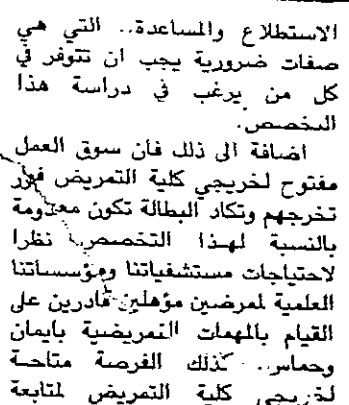 الاستطلاع والمساعدة.. التي هي
صفات ضرورية يجب ان تتوفر في
كل من يرغب في دراسة هذا
التخصص.
اضافة الى ذلك فان سوق العمل
مفتوح لخريجي كلية التمريض فور
تخرجهم وتكاد البطالة تكون معدومة
بالنسبة لهذا التخصص نظرا
لاحتياجات مستشفياتنا ومؤسساتنا
العلمية لممرضين مؤهلين قادرين على
القيام بالمهمات التمريضية بايمان
وحماس.. كذلك الفرصة متاحة
لخريجي كلية التمريض لمتابعة